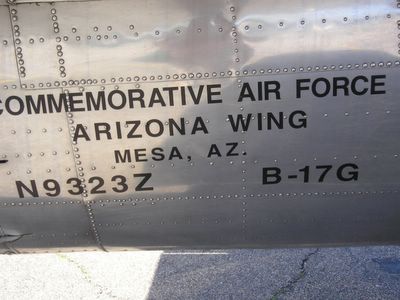 COMMEMORATIVE AIR FORCE
ARIZONA WING
MESA, AZ.
N9323Z B-17G